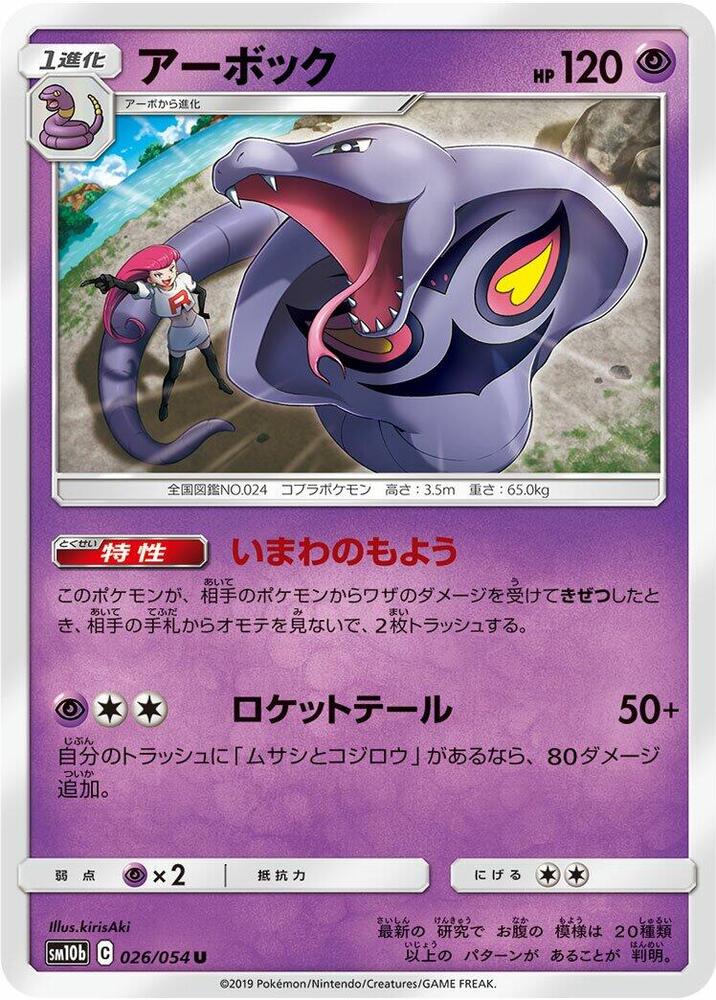 1進化
アーボック
HP 120
アーボから進化
R
全国図鑑NO.024 コブラポケモン 高さ:3.5m 重さ:65.0kg
とくせい
特性 いまわのもよう
このポケモンが、相手のポケモンからワザのダメージを受けてきぜつしたと
き、相手の手札からオモテを見ないで、2枚トラッシュする。
ロケットテール 50+
自分のトラッシュに「ムサシとコジロウ」があるなら、80ダメージ
追加。
弱点 ×2 抵抗力 にげる
Illus.kirisAki
最新の 研究で お腹の 模様は 20種類
以上の パターンが あることが 判明。
sm10b C 026/054 U
©2019 Pokémon/Nintendo/Creatures/GAME FREAK.